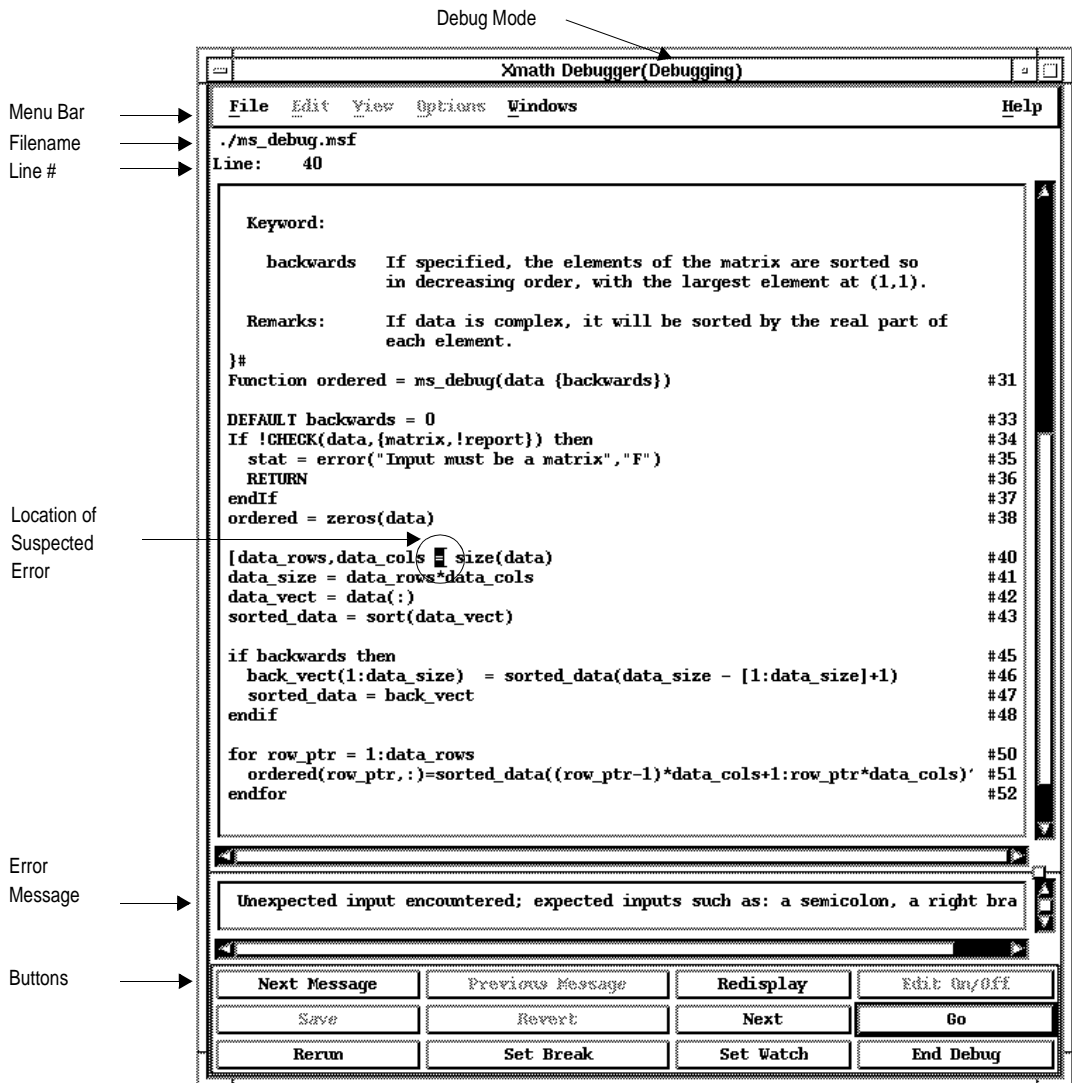 Debug Mode
Xmath Debugger(Debugging)
Menu Bar
File Edit View Options Windows Help
Filename
./ms_debug.msf
Line #
Line: 40
Keyword:
backwards If specified, the elements of the matrix are sorted so
in decreasing order, with the largest element at (1,1).
Remarks: If data is complex, it will be sorted by the real part of
each element.
}#
Function ordered = ms_debug(data {backwards}) #31
DEFAULT backwards = 0 #33
If !CHECK(data,{matrix,!report}) then #34
stat = error("Input must be a matrix","F") #35
RETURN #36
endIf #37
ordered = zeros(data) #38
Location of
Suspected
Error
[data_rows,data_cols = size(data) #40
data_size = data_rows*data_cols #41
data_vect = data(:) #42
sorted_data = sort(data_vect) #43
if backwards then #45
back_vect(1:data_size) = sorted_data(data_size - [1:data_size]+1) #46
sorted_data = back_vect #47
endif #48
for row_ptr = 1:data_rows #50
ordered(row_ptr,:)=sorted_data((row_ptr-1)*data_cols+1:row_ptr*data_cols)' #51
endfor #52
Error
Message
Unexpected input encountered; expected inputs such as: a semicolon, a right bra
Buttons
Next Message Previous Message Redisplay Edit On/Off
Save Revert Next Go
Rerun Set Break Set Watch End Debug